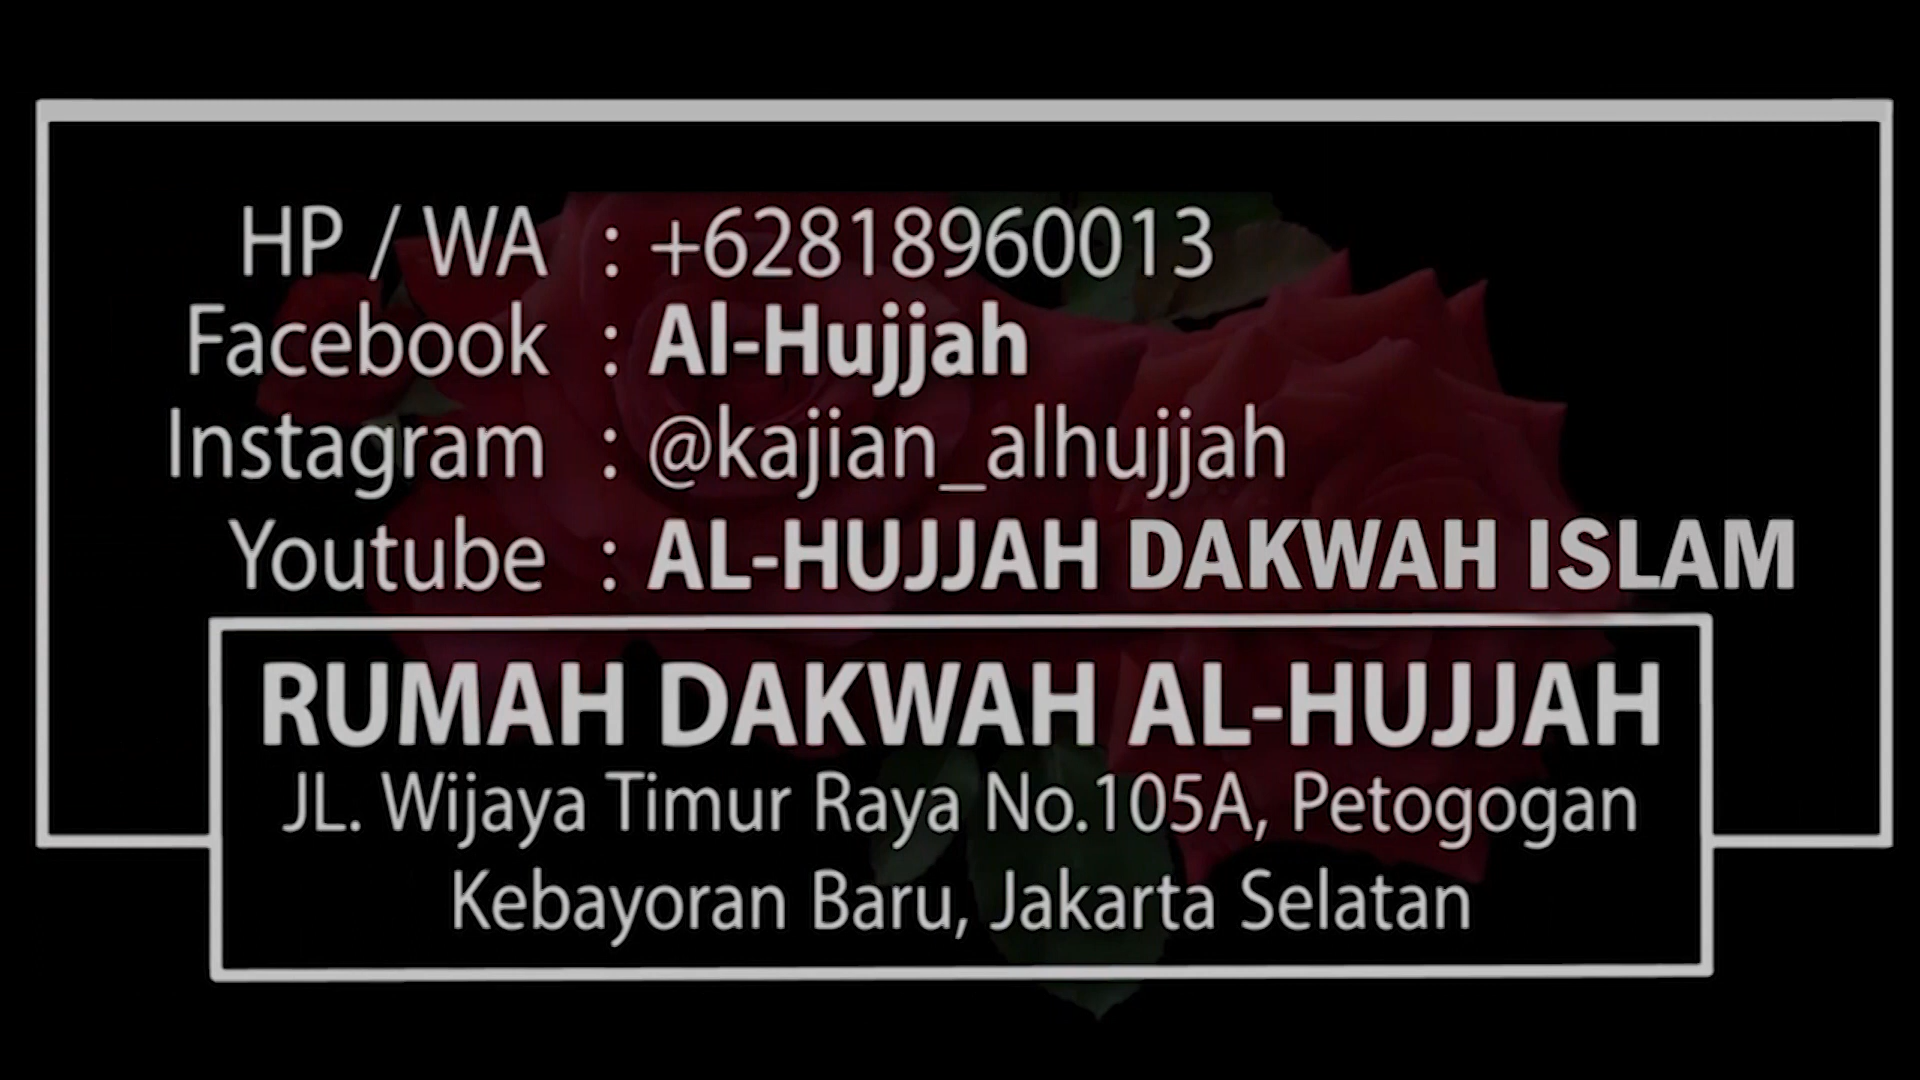 HP / WA : +62818960013
Facebook : Al-Hujjah
Instagram : @kajian_alhujjah
Youtube : AL-HUJJAH DAKWAH ISLAM
RUMAH DAKWAH AL-HUJJAH
JL. Wijaya Timur Raya No.105A, Petogogan
Kebayoran Baru, Jakarta Selatan